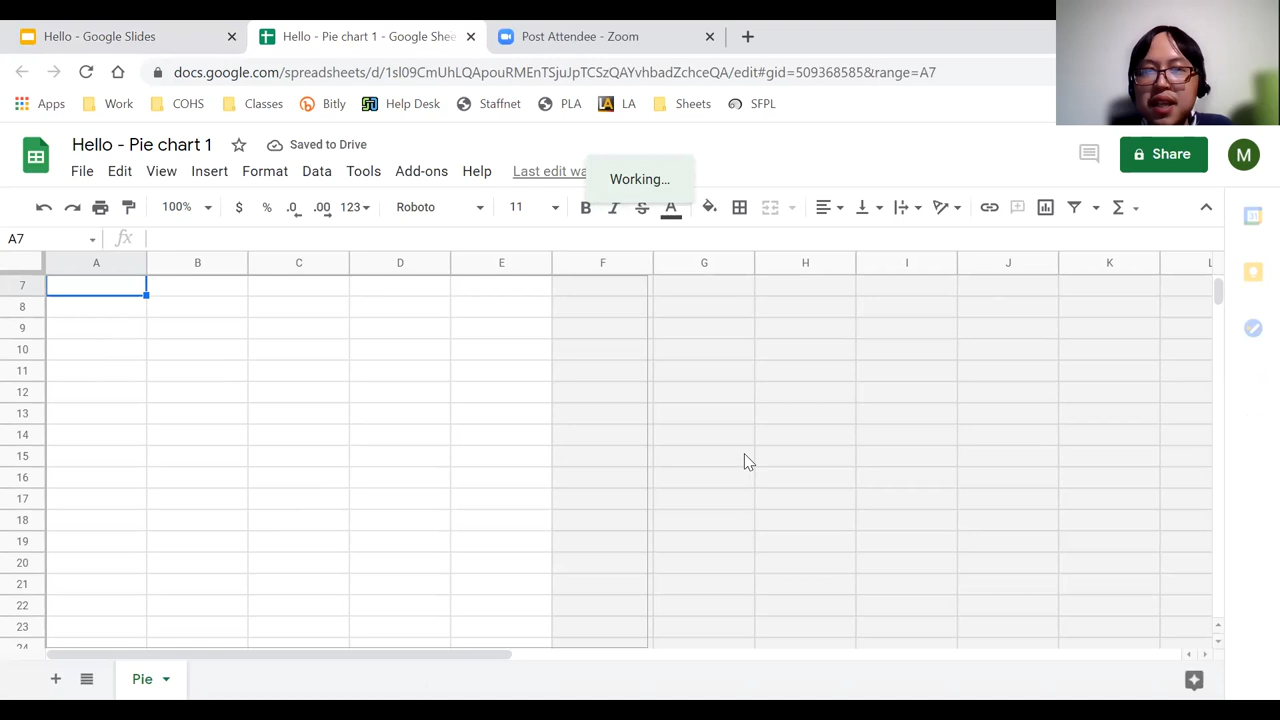 Hello - Google Slides
Hello - Pie chart 1 - Google Shee
Post Attendee - Zoom
docs.google.com/spreadsheets/d/1sl09CmUhLQApouRMEnTSjuJpTCSzQAYvhbadZchceQA/edit#gid=509368585&range=A7
Apps Work COHS Classes Bitly Help Desk Staffnet PLA LA LA Sheets SFPL
Hello - Pie chart 1
Saved to Drive
Working...
Share
M
File Edit View Insert Format Data Tools Add-ons Help Last edit wa
100% $ % .0 .00 123 Roboto 11 B I S A Σ
A7 fx
A B C D E F G H I J K L
7
8
9
10
11
12
13
14
15
16
17
18
19
20
21
22
23
24
+ Pie